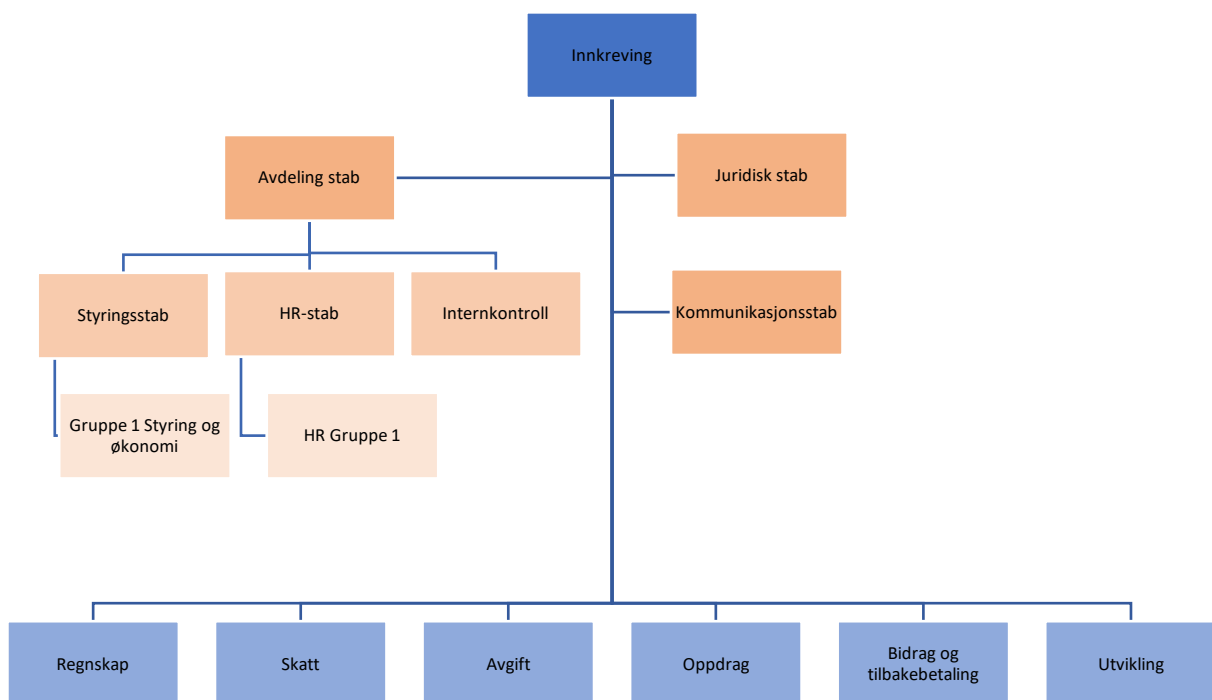 Innkreving
Avdeling stab
Juridisk stab
Styringsstab
HR-stab
Internkontroll
Kommunikasjonsstab
Gruppe 1 Styring og
økonomi
HR Gruppe 1
Regnskap
Skatt
Avgift
Oppdrag
Bidrag og
tilbakebetaling
Utvikling